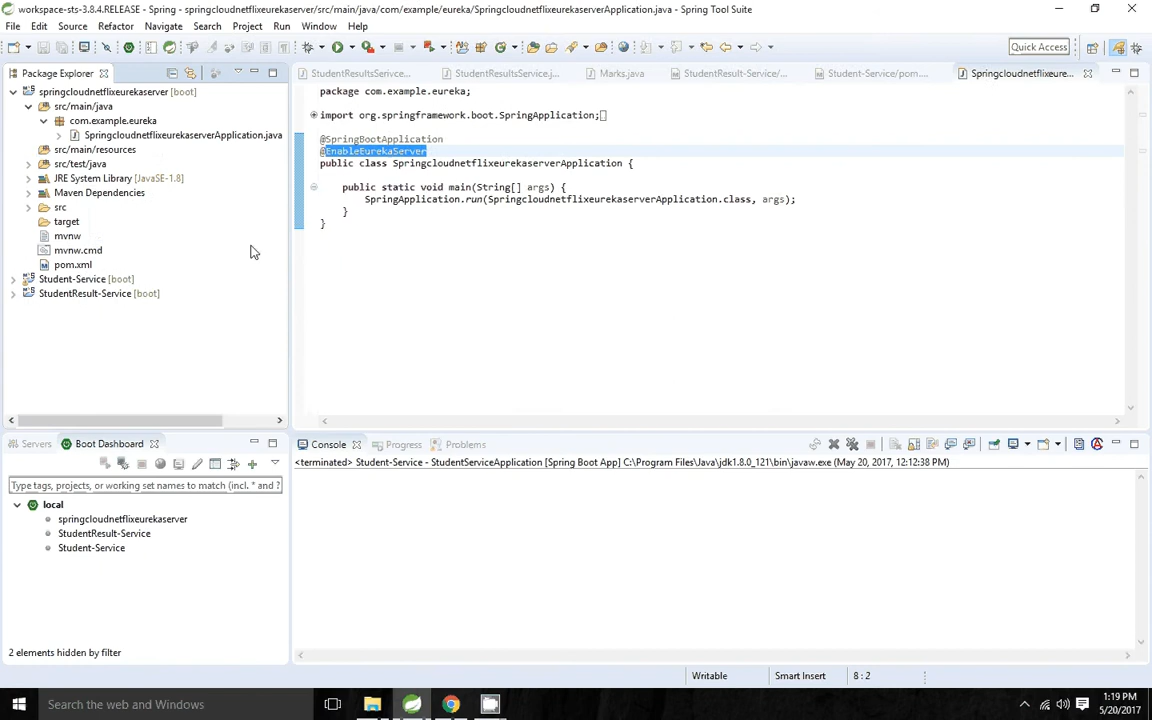 workspace-sts-3.8.4.RELEASE - Spring - springcloudnetflixeurekaserver/src/main/java/com/example/eureka/SpringcloudnetflixeurekaserverApplication.java - Spring Tool Suite
File Edit Source Refactor Navigate Search Project Run Window Help
Quick Access
Package Explorer
StudentResultsSerivce...
StudentResultService.j...
Marks.java
StudentResult-Service/...
Student-Service/pom....
Springcloudnetflixeure...
springcloudnetflixeurekaserver [boot]
src/main/java
com.example.eureka
SpringcloudnetflixeurekaserverApplication.java
src/main/resources
src/test/java
JRE System Library [JavaSE-1.8]
Maven Dependencies
src
target
mvnw
mvnw.cmd
pom.xml
Student-Service [boot]
StudentResult-Service [boot]
package com.example.eureka;
import org.springframework.boot.SpringApplication;
@SpringBootApplication
@EnableEurekaServer
public class SpringcloudnetflixeurekaserverApplication {
public static void main(String[] args) {
SpringApplication.run(SpringcloudnetflixeurekaserverApplication.class, args);
}
}
Servers
Boot Dashboard
Type tags, projects, or working set names to match (incl. * and ?
local
springcloudnetflixeurekaserver
StudentResult-Service
Student-Service
2 elements hidden by filter
Console
Progress
Problems
<terminated> Student-Service - StudentServiceApplication [Spring Boot App] C:\Program Files\Java\jdk1.8.0_121\bin\javaw.exe (May 20, 2017, 12:12:38 PM)
Writable
Smart Insert
8 : 2
Search the web and Windows
1:19 PM
5/20/2017